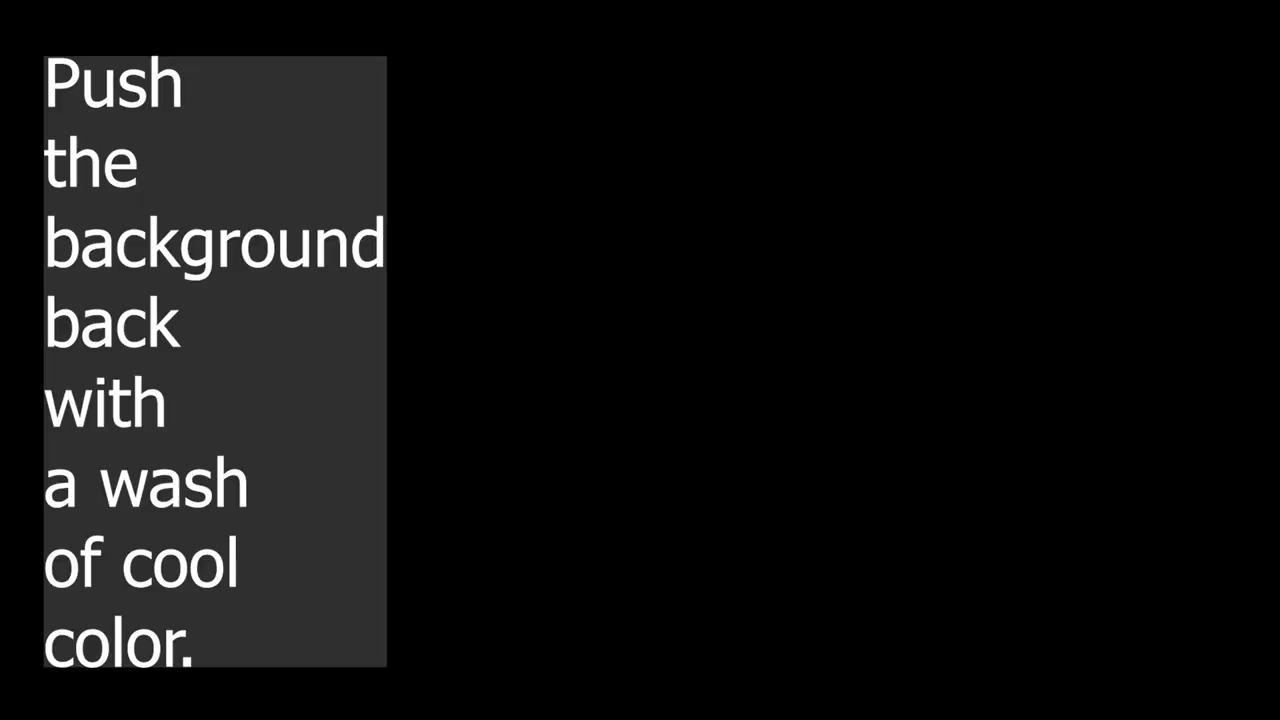 Push
the
background
back
with
a wash
of cool
color.